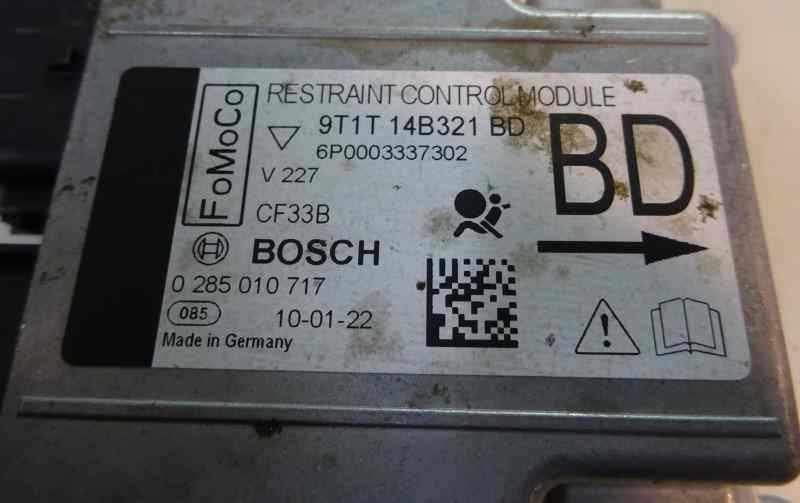 RESTRAINT CONTROL MODULE
FoMoCo
9T1T 14B321 BD
6P0003337302
BD
V 227
CF33B
BOSCH
0 285 010 717
085
10-01-22
Made in Germany